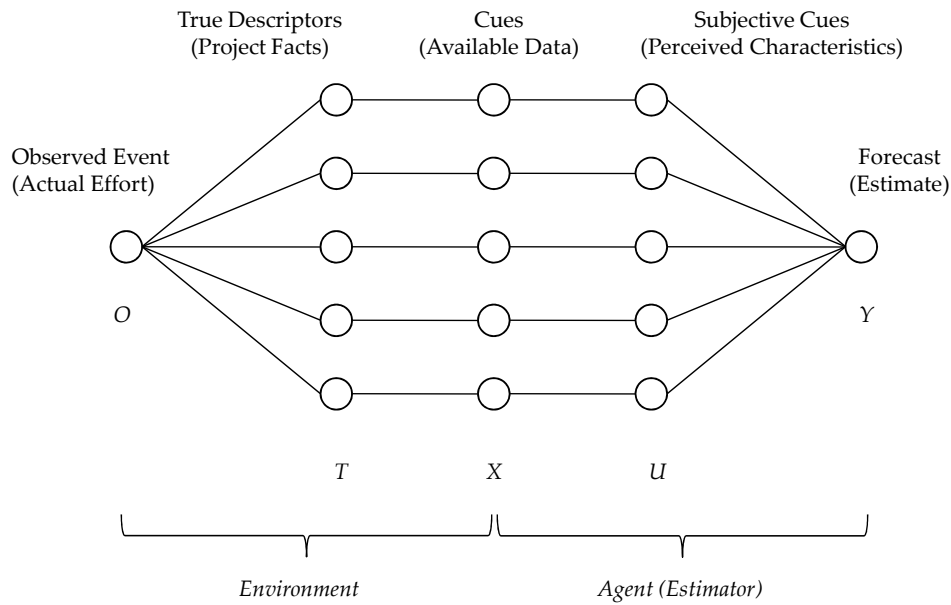 True Descriptors
(Project Facts)
Cues
(Available Data)
Subjective Cues
(Perceived Characteristics)
Observed Event
(Actual Effort)
Forecast
(Estimate)
O
Y
T
X
U
Environment
Agent (Estimator)